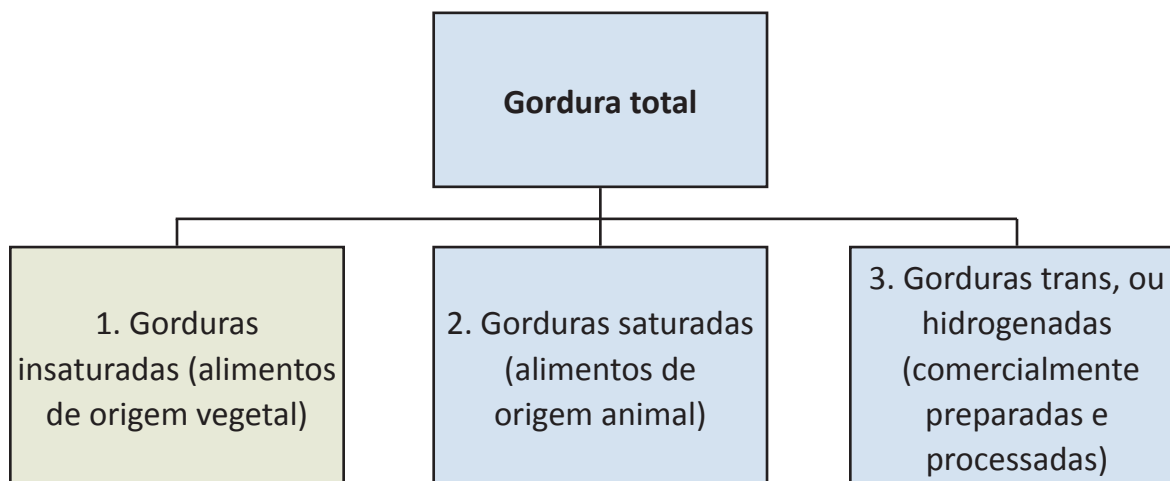 Gordura total
1. Gorduras
insaturadas (alimentos
de origem vegetal)
2. Gorduras saturadas
(alimentos de
origem animal)
3. Gorduras trans, ou
hidrogenadas
(comercialmente
preparadas e
processadas)